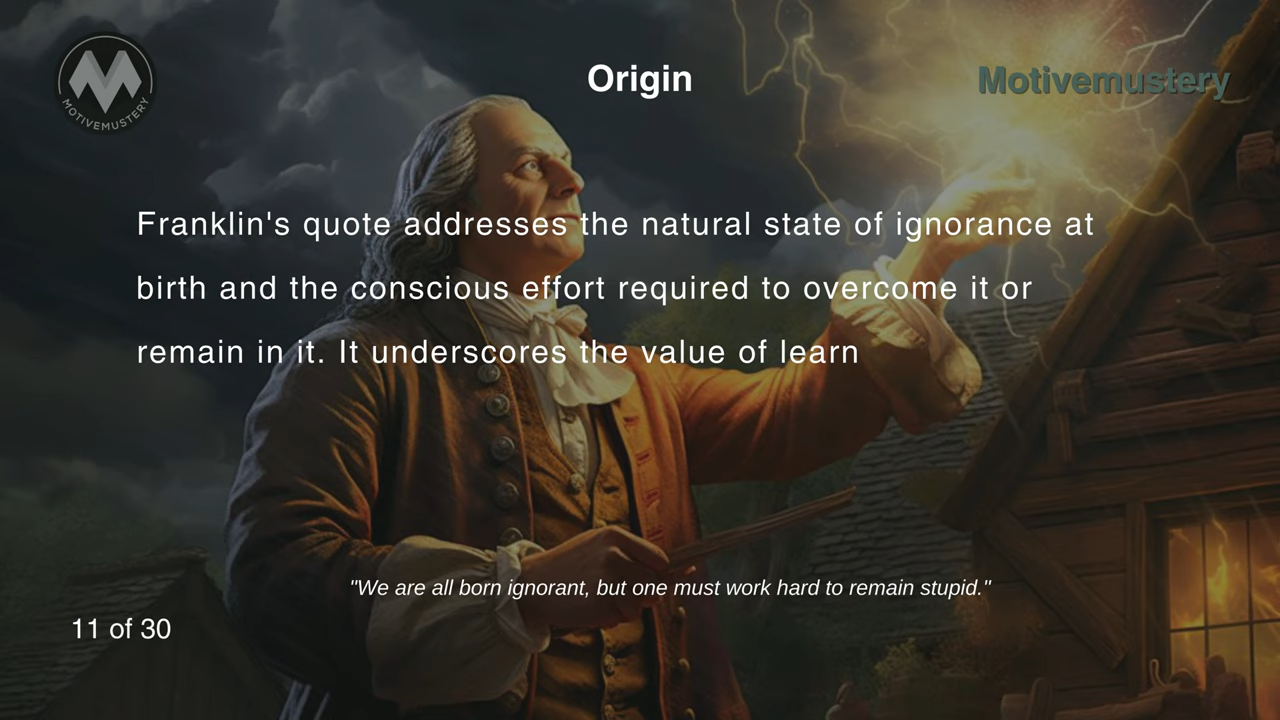 MOTIVEMUSTERY
Origin
Motivemustery
Franklin's quote addresses the natural state of ignorance at
birth and the conscious effort required to overcome it or
remain in it. It underscores the value of learn
"We are all born ignorant, but one must work hard to remain stupid."
11 of 30